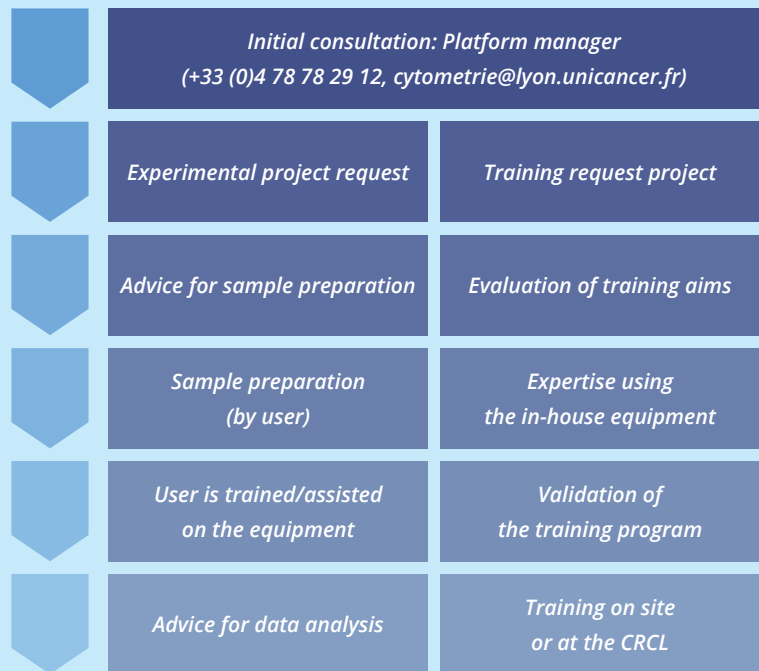 Initial consultation: Platform manager
(+33 (0)4 78 78 29 12, cytometrie@lyon.unicancer.fr)
Experimental project request
Training request project
Advice for sample preparation
Evaluation of training aims
Sample preparation
(by user)
Expertise using
the in-house equipment
User is trained/assisted
on the equipment
Validation of
the training program
Advice for data analysis
Training on site
or at the CRCL